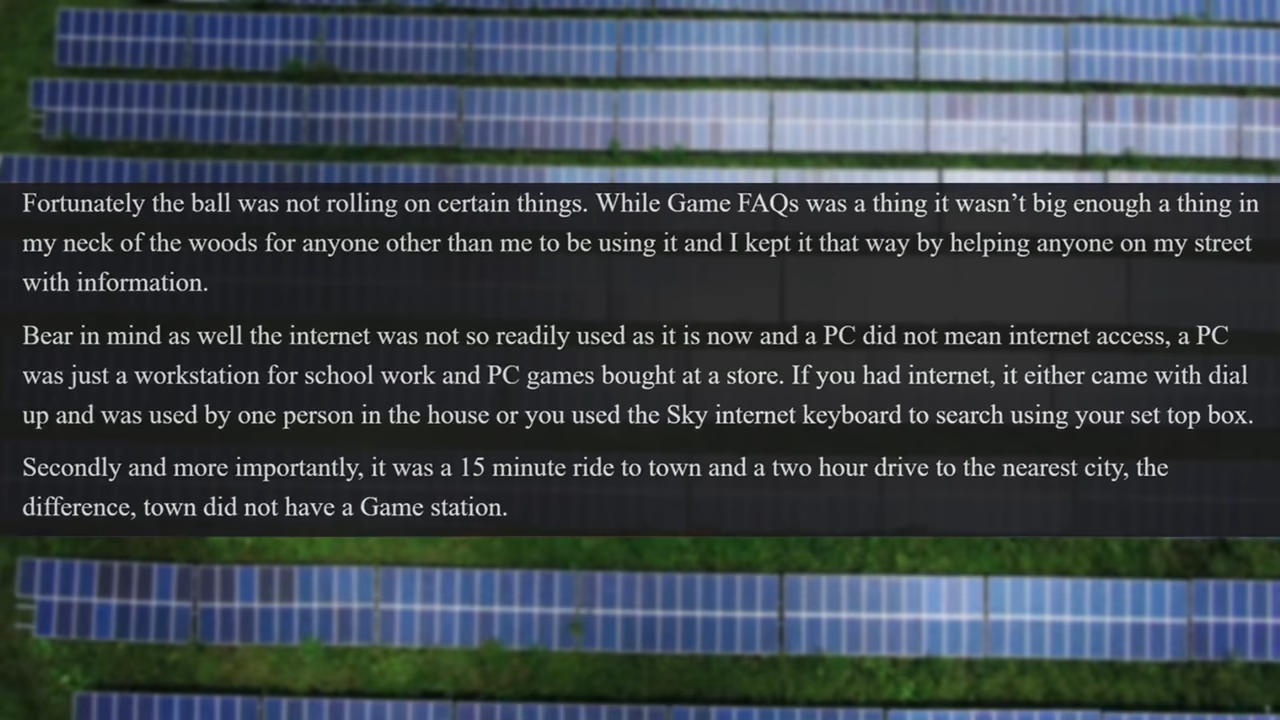 Fortunately the ball was not rolling on certain things. While Game FAQs was a thing it wasn’t big enough a thing in
my neck of the woods for anyone other than me to be using it and I kept it that way by helping anyone on my street
with information.
Bear in mind as well the internet was not so readily used as it is now and a PC did not mean internet access, a PC
was just a workstation for school work and PC games bought at a store. If you had internet, it either came with dial
up and was used by one person in the house or you used the Sky internet keyboard to search using your set top box.
Secondly and more importantly, it was a 15 minute ride to town and a two hour drive to the nearest city, the
difference, town did not have a Game station.